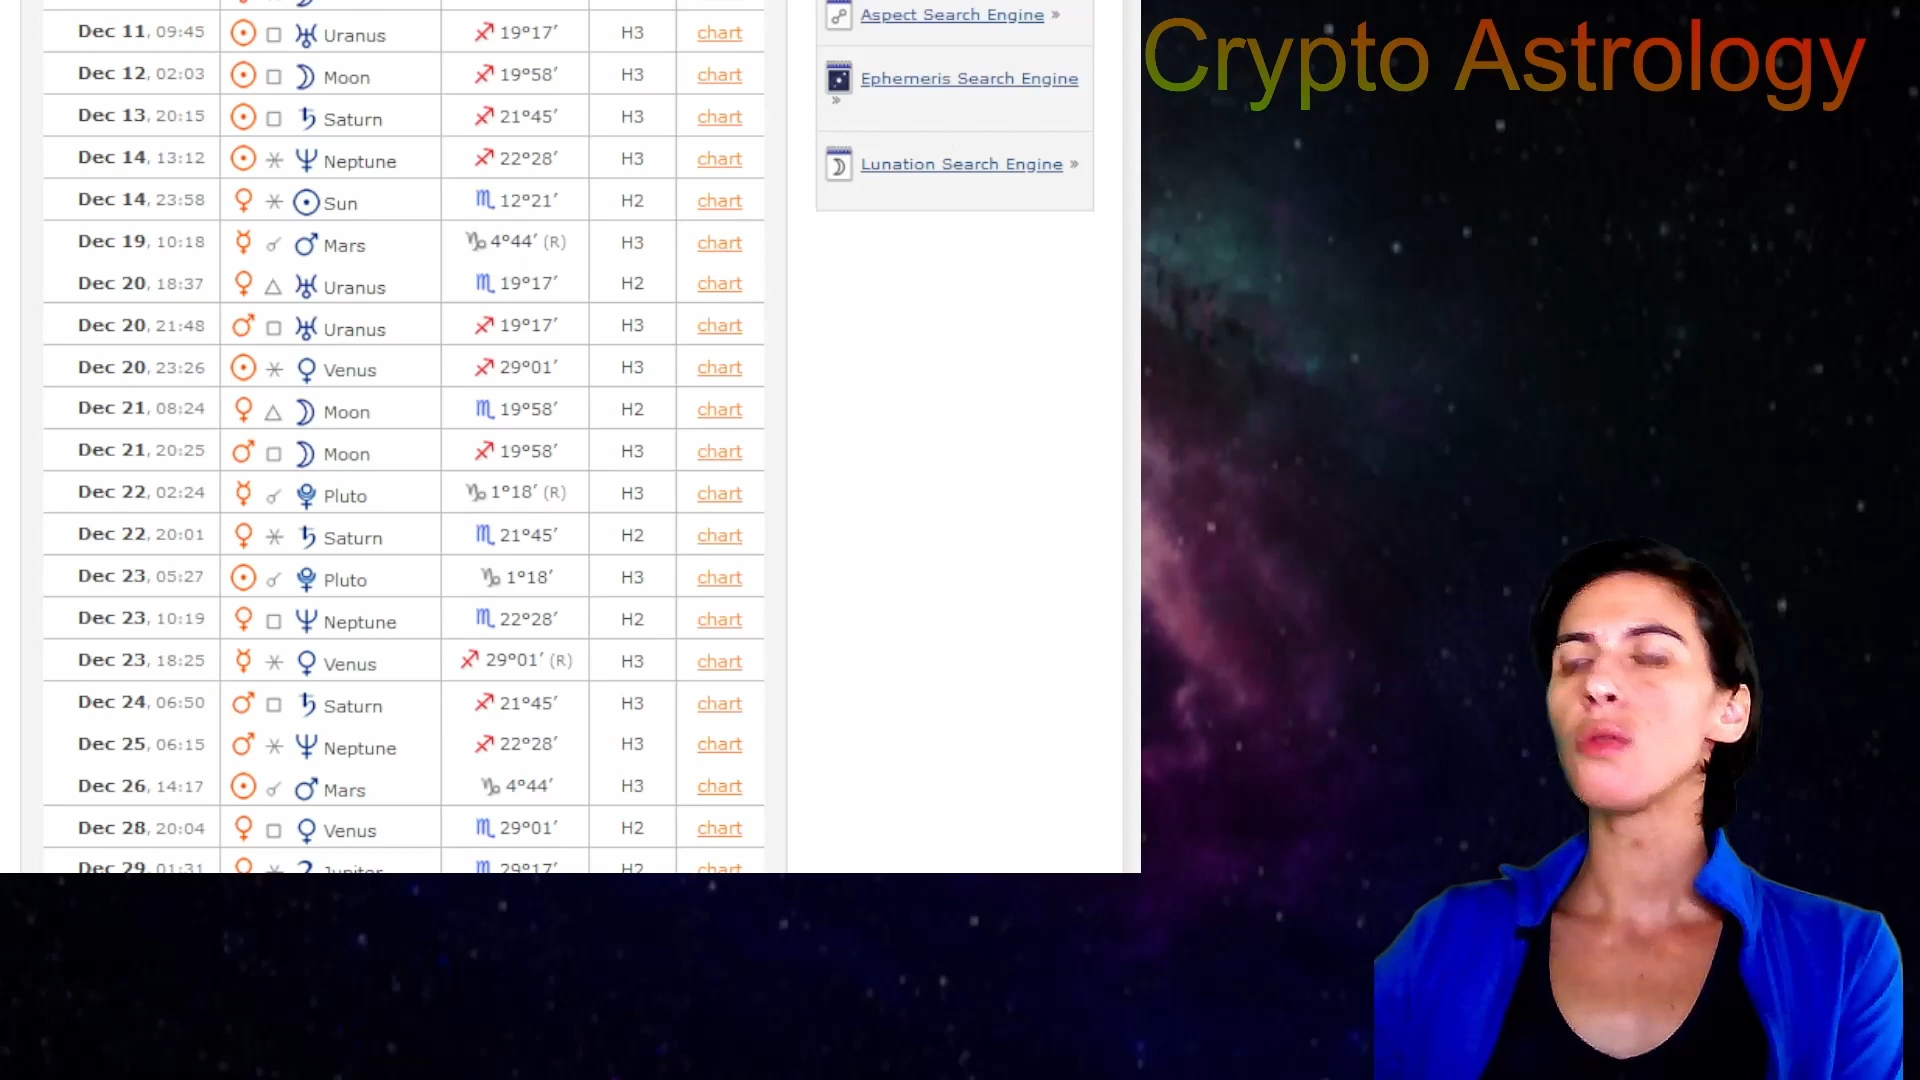 Dec 11, 09:45 ☉ □ ♅ Uranus ♐ 19°17′ H3 chart
Dec 12, 02:03 ☉ □ ☽ Moon ♐ 19°58′ H3 chart
Dec 13, 20:15 ☉ □ ♄ Saturn ♐ 21°45′ H3 chart
Dec 14, 13:12 ☉ ⚹ ♆ Neptune ♐ 22°28′ H3 chart
Dec 14, 23:58 ♀ ⚹ ☉ Sun ♏ 12°21′ H2 chart
Dec 19, 10:18 ☿ ☌ ♂ Mars ♑ 4°44′ (R) H3 chart
Dec 20, 18:37 ♀ △ ♅ Uranus ♏ 19°17′ H2 chart
Dec 20, 21:48 ♂ □ ♅ Uranus ♐ 19°17′ H3 chart
Dec 20, 23:26 ☉ ⚹ ♀ Venus ♐ 29°01′ H3 chart
Dec 21, 08:24 ♀ △ ☽ Moon ♏ 19°58′ H2 chart
Dec 21, 20:25 ♂ □ ☽ Moon ♐ 19°58′ H3 chart
Dec 22, 02:24 ☿ ☌ Pluto ♑ 1°18′ (R) H3 chart
Dec 22, 20:01 ♀ ⚹ ♄ Saturn ♏ 21°45′ H2 chart
Dec 23, 05:27 ☉ ☌ Pluto ♑ 1°18′ H3 chart
Dec 23, 10:19 ♀ □ ♆ Neptune ♏ 22°28′ H2 chart
Dec 23, 18:25 ☿ ⚹ ♀ Venus ♐ 29°01′ (R) H3 chart
Dec 24, 06:50 ♂ □ ♄ Saturn ♐ 21°45′ H3 chart
Dec 25, 06:15 ♂ ⚹ ♆ Neptune ♐ 22°28′ H3 chart
Dec 26, 14:17 ☉ ☌ ♂ Mars ♑ 4°44′ H3 chart
Dec 28, 20:04 ♀ □ ♀ Venus ♏ 29°01′ H2 chart
Dec 29, 01:31 ♀ ⚹ ♃ Jupiter ♏ 29°17′ H2 chart
Aspect Search Engine »
Ephemeris Search Engine
»
Lunation Search Engine »
Crypto Astrology